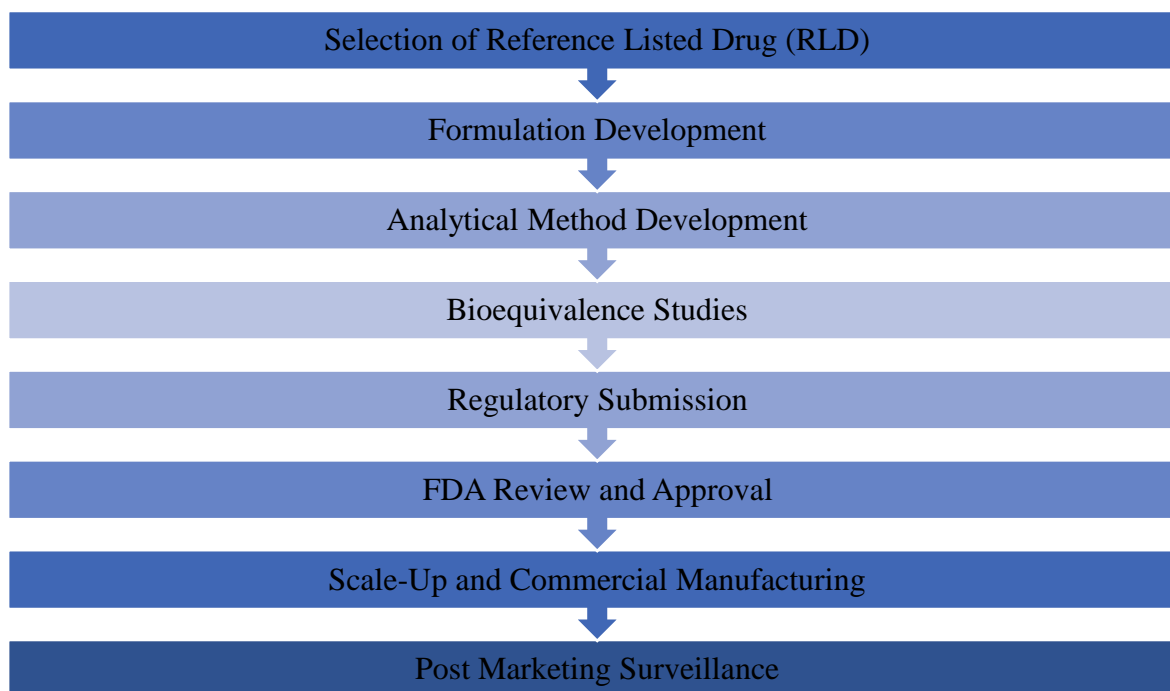 Selection of Reference Listed Drug (RLD)
Formulation Development
Analytical Method Development
Bioequivalence Studies
Regulatory Submission
FDA Review and Approval
Scale-Up and Commercial Manufacturing
Post Marketing Surveillance